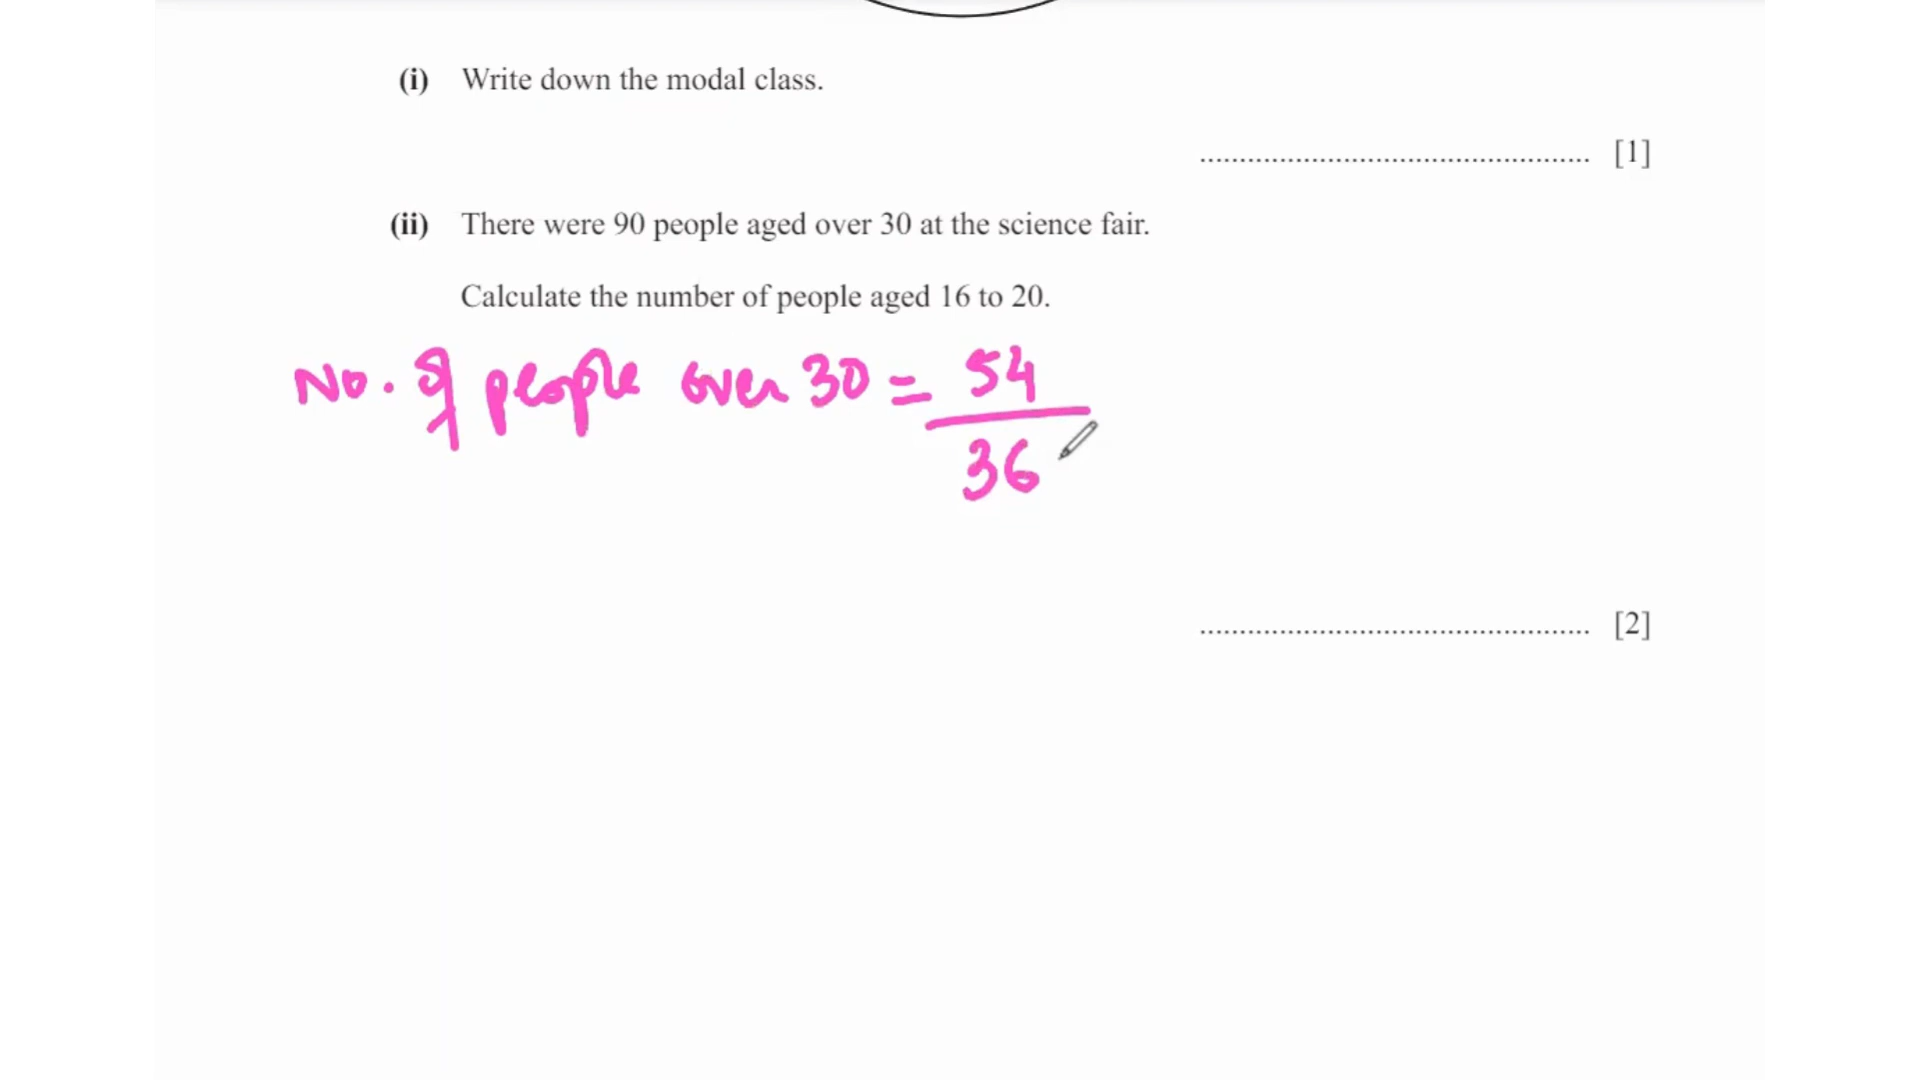 (i) Write down the modal class.
................................................. [1]
(ii) There were 90 people aged over 30 at the science fair.
Calculate the number of people aged 16 to 20.
No. of people over 30 = 54
36
................................................. [2]